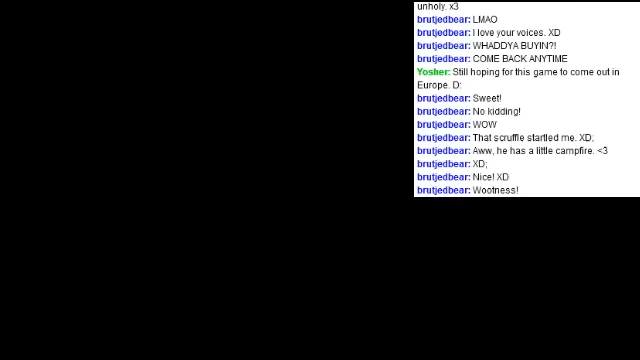 unholy. x3
brutjedbear: LMAO
brutjedbear: I love your voices. XD
brutjedbear: WHADDYA BUYIN?!
brutjedbear: COME BACK ANYTIME
Yosher: Still hoping for this game to come out in
Europe. D:
brutjedbear: Sweet!
brutjedbear: No kidding!
brutjedbear: WOW
brutjedbear: That scruffle startled me. XD;
brutjedbear: Aww, he has a little campfire. <3
brutjedbear: XD;
brutjedbear: Nice! XD
brutjedbear: Wootness!